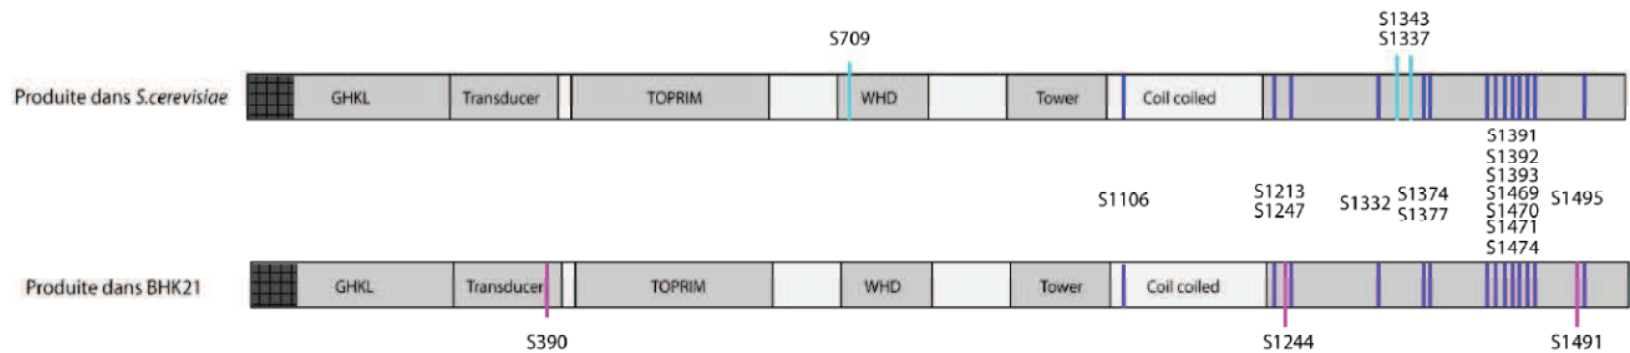 S1343
S709
S1337
Produite dans S.cerevisiae
GHKL
Transducer
TOPRIM
WHD
Tower
Coil coiled
S1391
S1392
S1393
S1106
S1213
S1247
S1332
S1374
S1377
S1469
S1470
S1471
S1474
S1495
Produite dans BHK21
GHKL
Transducer
TOPRIM
WHD
Tower
Coil coiled
S390
S1244
S1491